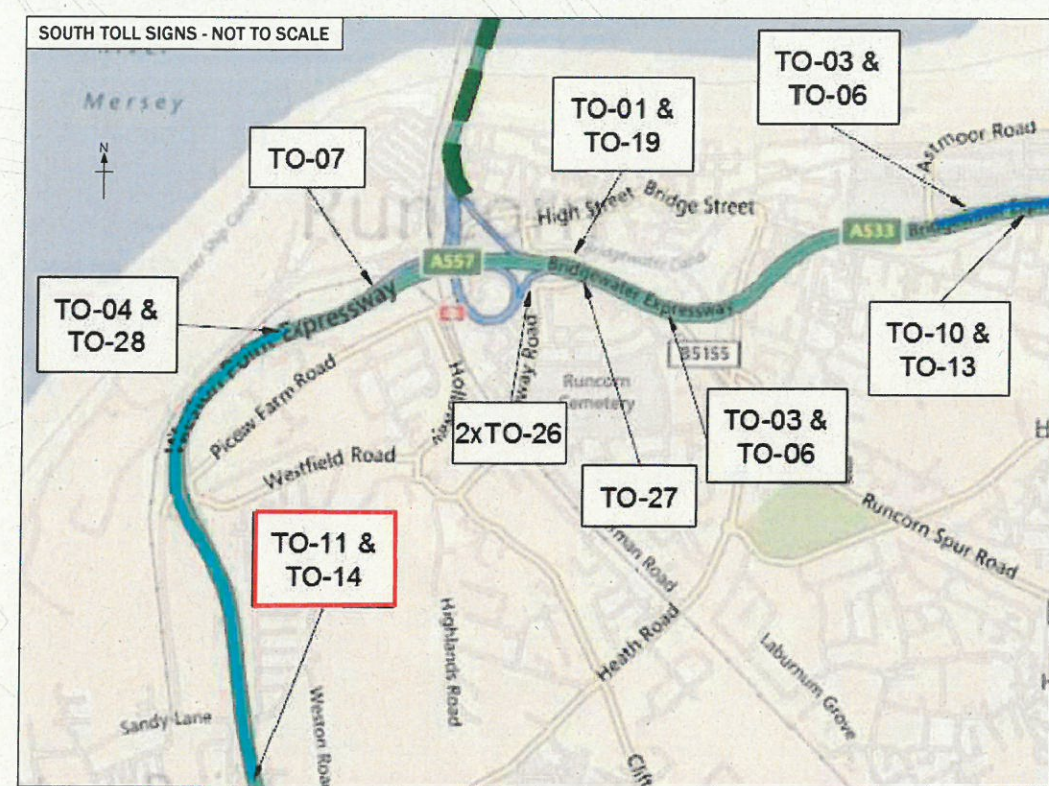 SOUTH TOLL SIGNS - NOT TO SCALE
Mersey
N
TO-07
TO-01 &
TO-19
TO-03 &
TO-06
Astmoor Road
High Street
Bridge Street
A533
Bridgewater
A557
Bridgewater Expressway
TO-04 &
TO-28
Expressway
TO-10 &
TO-13
B5155
Runcorn
Cemetery
Picow Farm Road
2xTO-26
TO-03 &
TO-06
Westfield Road
TO-27
Runcorn Spur Road
TO-11 &
TO-14
Highlands Road
Heath Road
Laburnum Grove
Sandy Lane
Weston Road